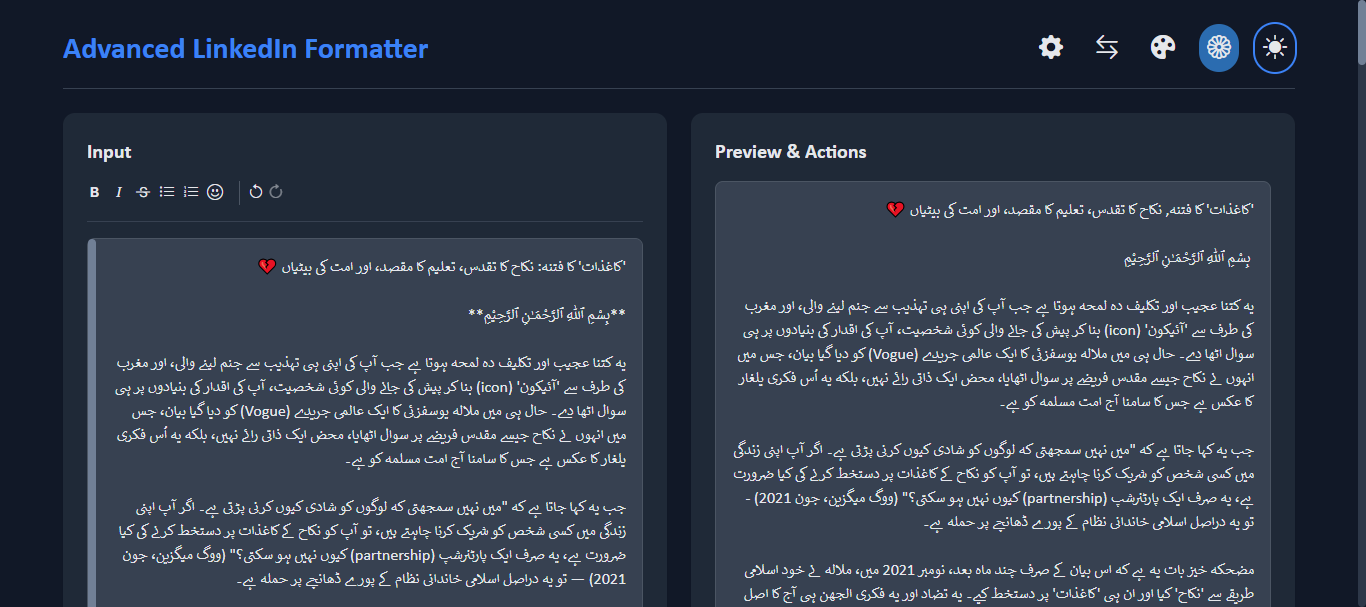 Advanced LinkedIn Formatter
Input
B I S
'کاغذات' کا فتنہ: نکاح کا تقدس، تعلیم کا مقصد، اور امت کی بیٹیاں 💔
**بِسْمِ ٱللَّٰهِ ٱلرَّحْمَـٰنِ ٱلرَّحِيْمِ**
یہ کتنا عجیب اور تکلیف دہ لمحہ ہوتا ہے جب آپ کی اپنی ہی تہذیب سے جنم لینے والی، اور مغرب
کی طرف سے 'آئیکون' (icon) بنا کر پیش کی جانے والی کوئی شخصیت، آپ کی اقدار کی بنیادوں پر ہی
سوال اٹھا دے۔ حال ہی میں ملالہ یوسفزئی کا ایک عالمی جریدے (Vogue) کو دیا گیا بیان، جس
میں انہوں نے نکاح جیسے مقدس فریضے پر سوال اٹھایا، محض ایک ذاتی رائے نہیں، بلکہ یہ اُس فکری
یلغار کا عکس ہے جس کا سامنا آج امت مسلمہ کو ہے۔
جب یہ کہا جاتا ہے کہ "میں نہیں سمجھتی کہ لوگوں کو شادی کیوں کرنی پڑتی ہے۔ اگر آپ اپنی
زندگی میں کسی شخص کو شریک کرنا چاہتے ہیں، تو آپ کو نکاح کے کاغذات پر دستخط کرنے کی کیا
ضرورت ہے، یہ صرف ایک پارٹنرشپ (partnership) کیوں نہیں ہو سکتی؟" (ووگ میگزین، جون
2021) — تو یہ دراصل اسلامی خاندانی نظام کے پورے ڈھانچے پر حملہ ہے۔
Preview & Actions
'کاغذات' کا فتنہ, نکاح کا تقدس، تعلیم کا مقصد، اور امت کی بیٹیاں 💔
بِسْمِ ٱللَّٰهِ ٱلرَّحْمَـٰنِ ٱلرَّحِيْمِ
یہ کتنا عجیب اور تکلیف دہ لمحہ ہوتا ہے جب آپ کی اپنی ہی تہذیب سے جنم لینے والی، اور مغرب
کی طرف سے 'آئیکون' (icon) بنا کر پیش کی جانے والی کوئی شخصیت، آپ کی اقدار کی بنیادوں پر ہی
سوال اٹھا دے۔ حال ہی میں ملالہ یوسفزئی کا ایک عالمی جریدے (Vogue) کو دیا گیا بیان، جس میں
انہوں نے نکاح جیسے مقدس فریضے پر سوال اٹھایا، محض ایک ذاتی رائے نہیں، بلکہ یہ اُس فکری یلغار
کا عکس ہے جس کا سامنا آج امت مسلمہ کو ہے۔
جب یہ کہا جاتا ہے کہ "میں نہیں سمجھتی کہ لوگوں کو شادی کیوں کرنی پڑتی ہے۔ اگر آپ اپنی زندگی
میں کسی شخص کو شریک کرنا چاہتے ہیں، تو آپ کو نکاح کے کاغذات پر دستخط کرنے کی کیا ضرورت
ہے، یہ صرف ایک پارٹنرشپ (partnership) کیوں نہیں ہو سکتی؟" (ووگ میگزین، جون 2021) -
تو یہ دراصل اسلامی خاندانی نظام کے پورے ڈھانچے پر حملہ ہے۔
مضحکہ خیز بات یہ ہے کہ اس بیان کے صرف چند ماہ بعد، نومبر 2021 میں، ملالہ نے خود اسلامی
طریقے سے 'نکاح' کیا اور ان ہی 'کاغذات' پر دستخط کیے۔ یہ تضاد اور یہ فکری الجھن ہی آج کا اصل